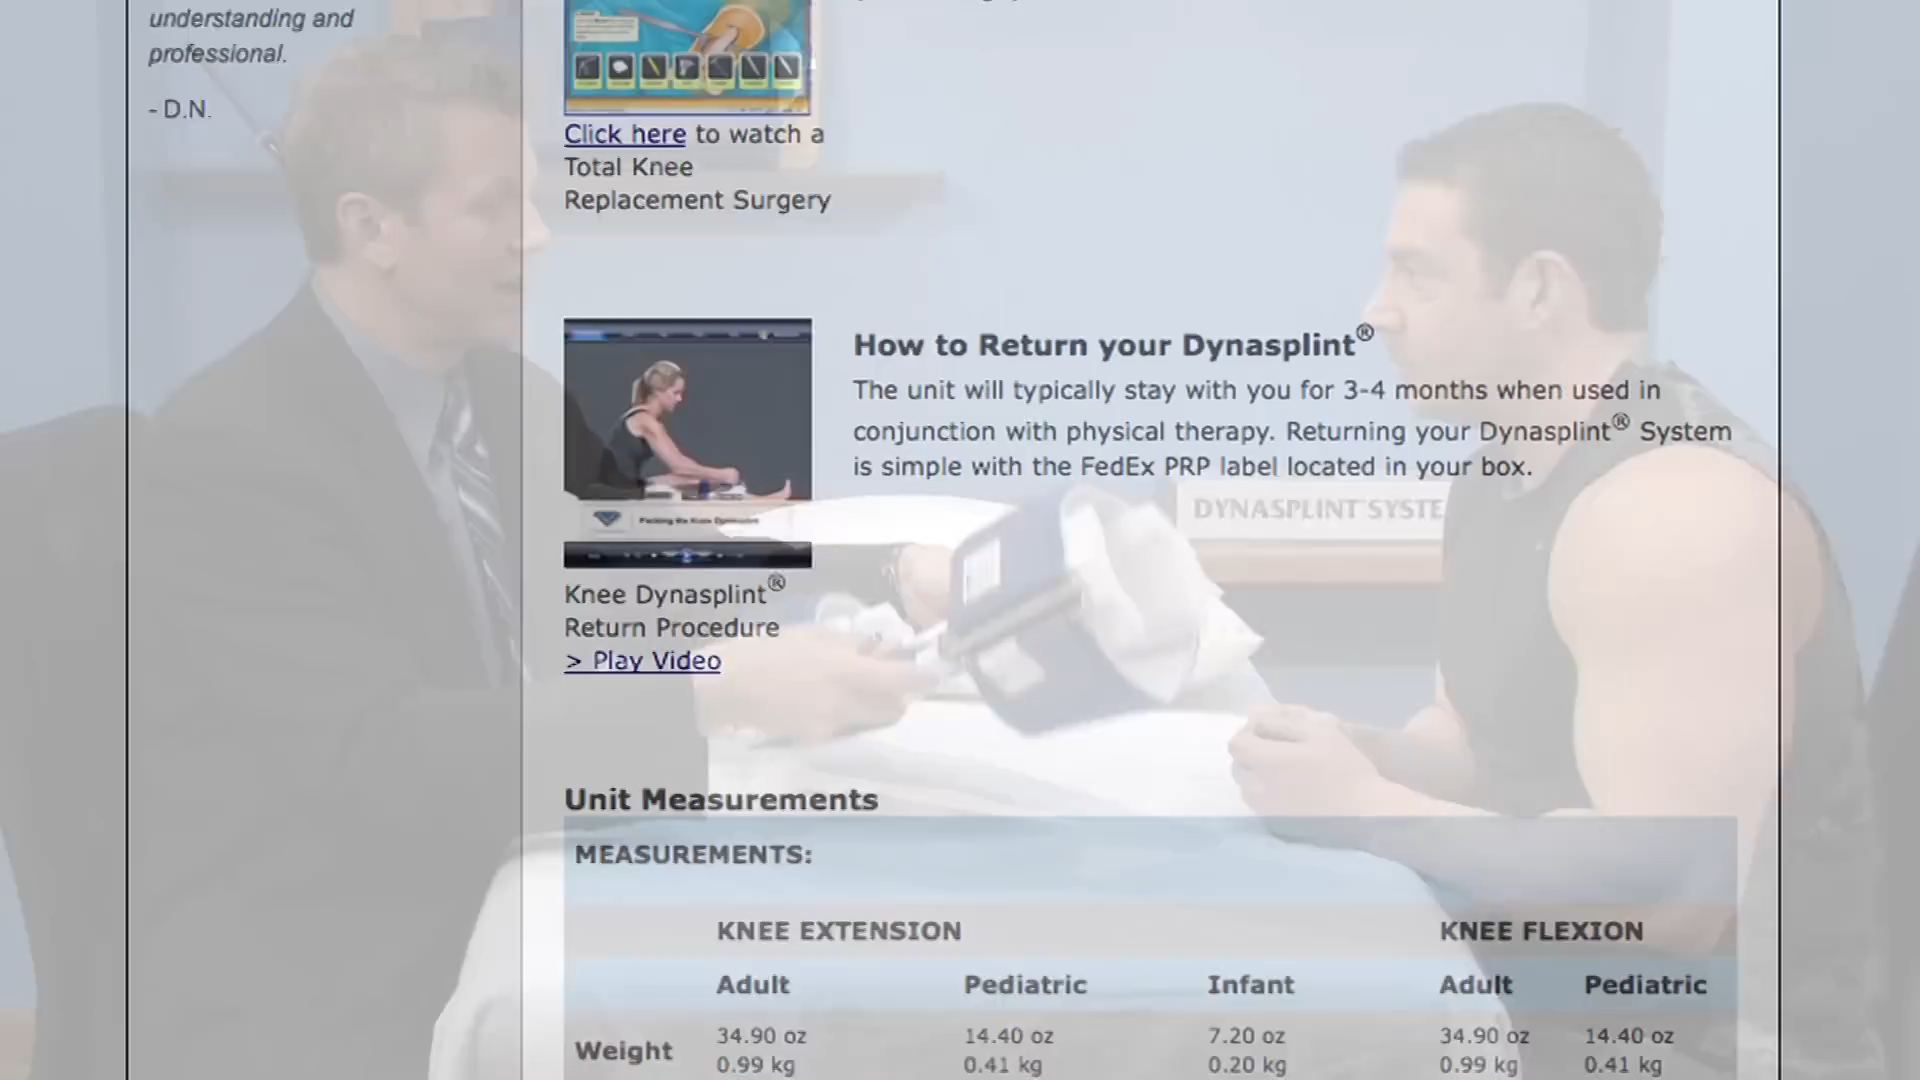 understanding and
professional.
- D.N.
Click here to watch a
Total Knee
Replacement Surgery
How to Return your Dynasplint®
The unit will typically stay with you for 3-4 months when used in
conjunction with physical therapy. Returning your Dynasplint® System
is simple with the FedEx PRP label located in your box.
DYNASPLINT SYSTE
Packing the Knee Dynasplint
Knee Dynasplint®
Return Procedure
> Play Video
Unit Measurements
MEASUREMENTS:
KNEE EXTENSION KNEE FLEXION
Adult Pediatric Infant Adult Pediatric
Weight
34.90 oz 14.40 oz 7.20 oz 34.90 oz 14.40 oz
0.99 kg 0.41 kg 0.20 kg 0.99 kg 0.41 kg